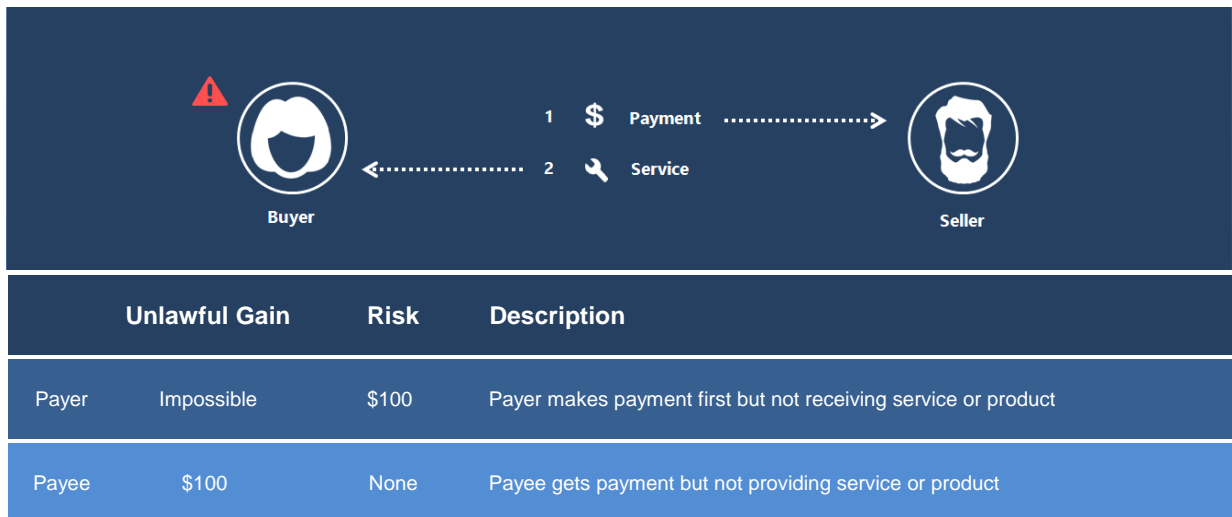 1 $ Payment
2 Service
Buyer
Seller
Unlawful Gain Risk Description
Payer Impossible $100 Payer makes payment first but not receiving service or product
Payee $100 None Payee gets payment but not providing service or product